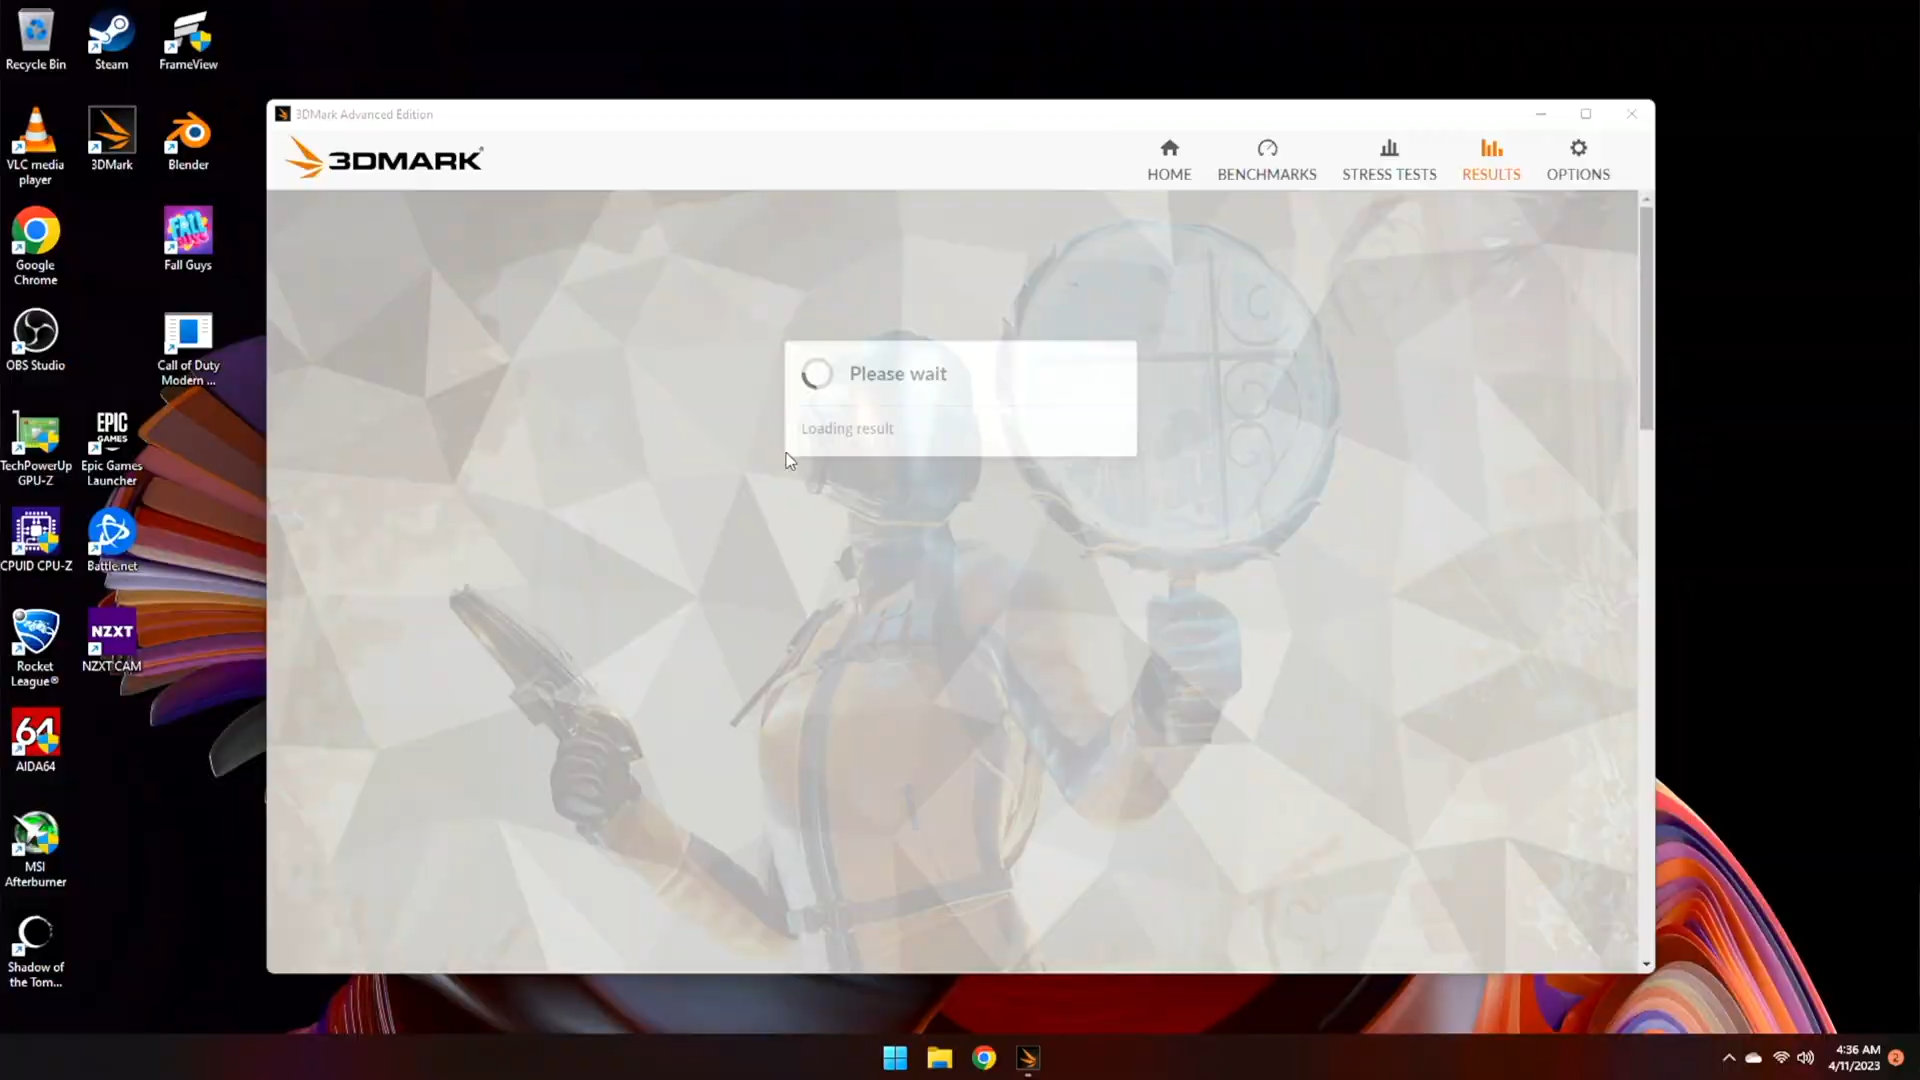 Recycle Bin
Steam
FrameView
VLC media
player
3DMark
Blender
Google
Chrome
Fall Guys
OBS Studio
Call of Duty
Modern ...
TechPowerUp
GPU-Z
EPIC
GAMES
Epic Games
Launcher
CPUID CPU-Z
Battle.net
Rocket
League®
NZXT
NZXT CAM
64
AIDA64
MSI
Afterburner
Shadow of
the Tom...
3DMark Advanced Edition
3DMARK®
HOME
BENCHMARKS
STRESS TESTS
RESULTS
OPTIONS
Please wait
Loading result
4:36 AM
4/11/2023
2